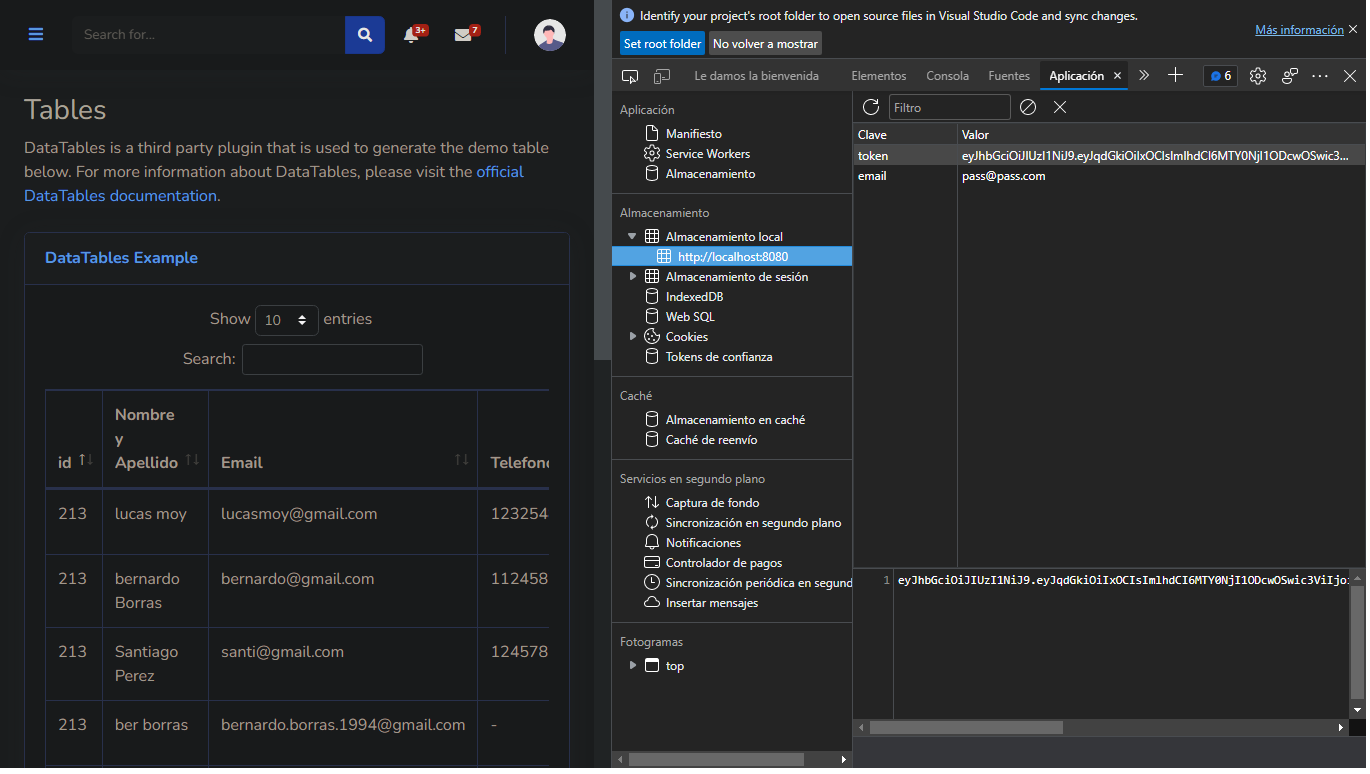 Search for...
3+
7
Tables
DataTables is a third party plugin that is used to generate the demo table
below. For more information about DataTables, please visit the official
DataTables documentation.
DataTables Example
Show 10 entries
Search:
id
Nombre
y
Apellido
Email
Telefono
213 lucas moy lucasmoy@gmail.com 123254
213 bernardo
Borras
bernardo@gmail.com 112458
213 Santiago
Perez
santi@gmail.com 124578
213 ber borras bernardo.borras.1994@gmail.com -
Identify your project's root folder to open source files in Visual Studio Code and sync changes.
Set root folder No volver a mostrar
Más información
Le damos la bienvenida Elementos Consola Fuentes Aplicación 6
Aplicación
Manifiesto
Service Workers
Almacenamiento
Almacenamiento
Almacenamiento local
http://localhost:8080
Almacenamiento de sesión
IndexedDB
Web SQL
Cookies
Tokens de confianza
Caché
Almacenamiento en caché
Caché de reenvío
Servicios en segundo plano
Captura de fondo
Sincronización en segundo plano
Notificaciones
Controlador de pagos
Sincronización periódica en segund
Insertar mensajes
Fotogramas
top
Filtro
Clave Valor
token eyJhbGciOiJIUzI1NiJ9.eyJqdGkiOiIxOCIsImlhdCI6MTY0NjI1ODcwOSwic3...
email pass@pass.com
1 eyJhbGciOiJIUzI1NiJ9.eyJqdGkiOiIxOCIsImlhdCI6MTY0NjI1ODcwOSwic3ViIjoi